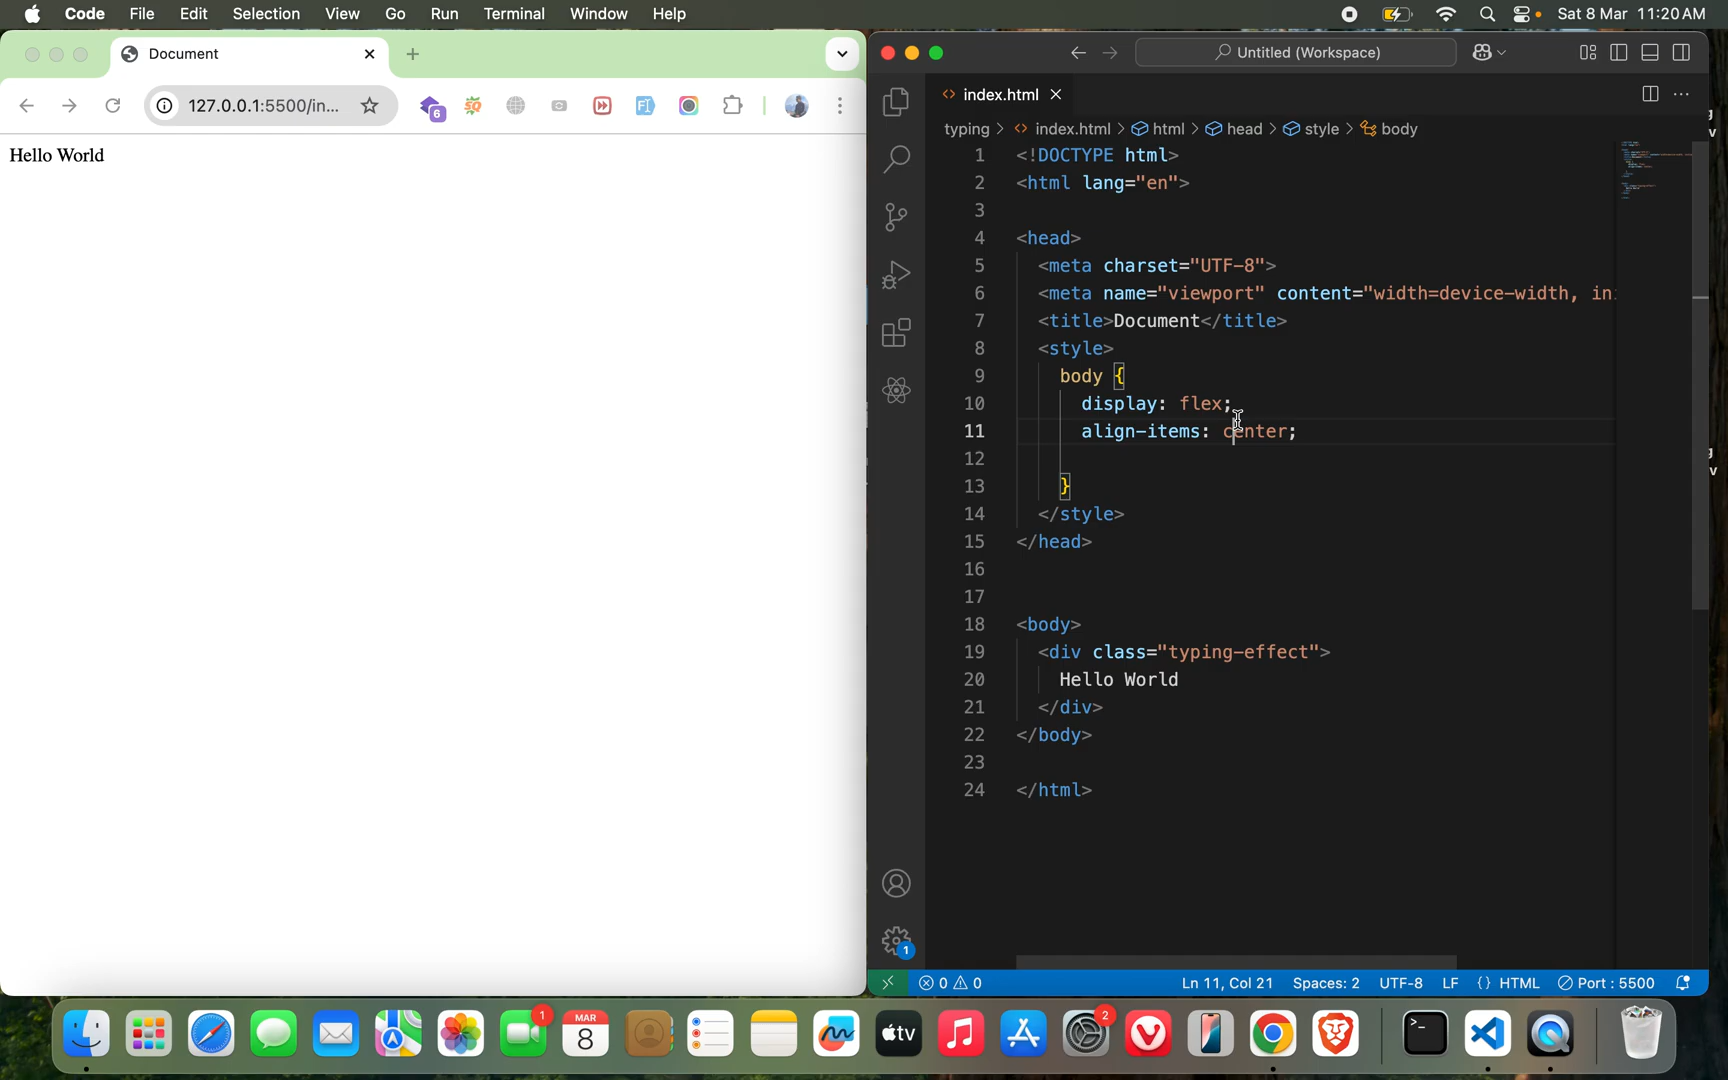 Code File Edit Selection View Go Run Terminal Window Help Sat 8 Mar 11:20 AM
Document
127.0.0.1:5500/in...
6
Hello World
Untitled (Workspace)
index.html
typing > index.html > html > head > style > body
1 <!DOCTYPE html>
2 <html lang="en">
3
4 <head>
5 <meta charset="UTF-8">
6 <meta name="viewport" content="width=device-width, in
7 <title>Document</title>
8 <style>
9 body {
10 display: flex;
11 align-items: center;
12
13 }
14 </style>
15 </head>
16
17
18 <body>
19 <div class="typing-effect">
20 Hello World
21 </div>
22 </body>
23
24 </html>
1
0 0 Ln 11, Col 21 Spaces: 2 UTF-8 LF {} HTML Port : 5500
1
MAR
8
tv
2